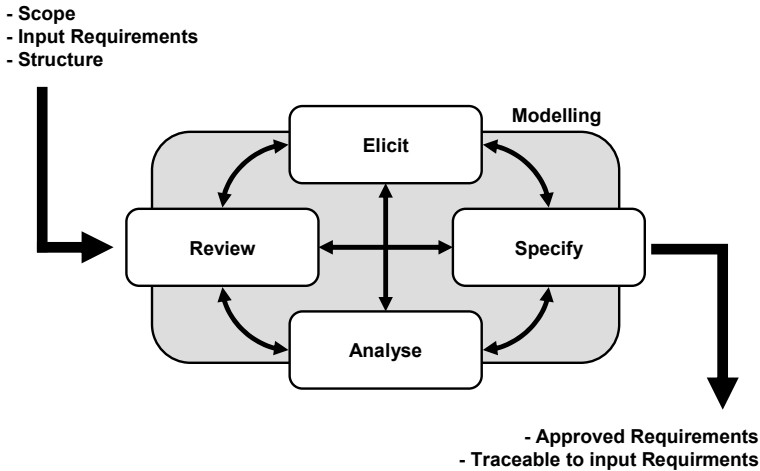 - Scope
- Input Requirements
- Structure
Modelling
Elicit
Review
Specify
Analyse
- Approved Requirements
- Traceable to input Requirments